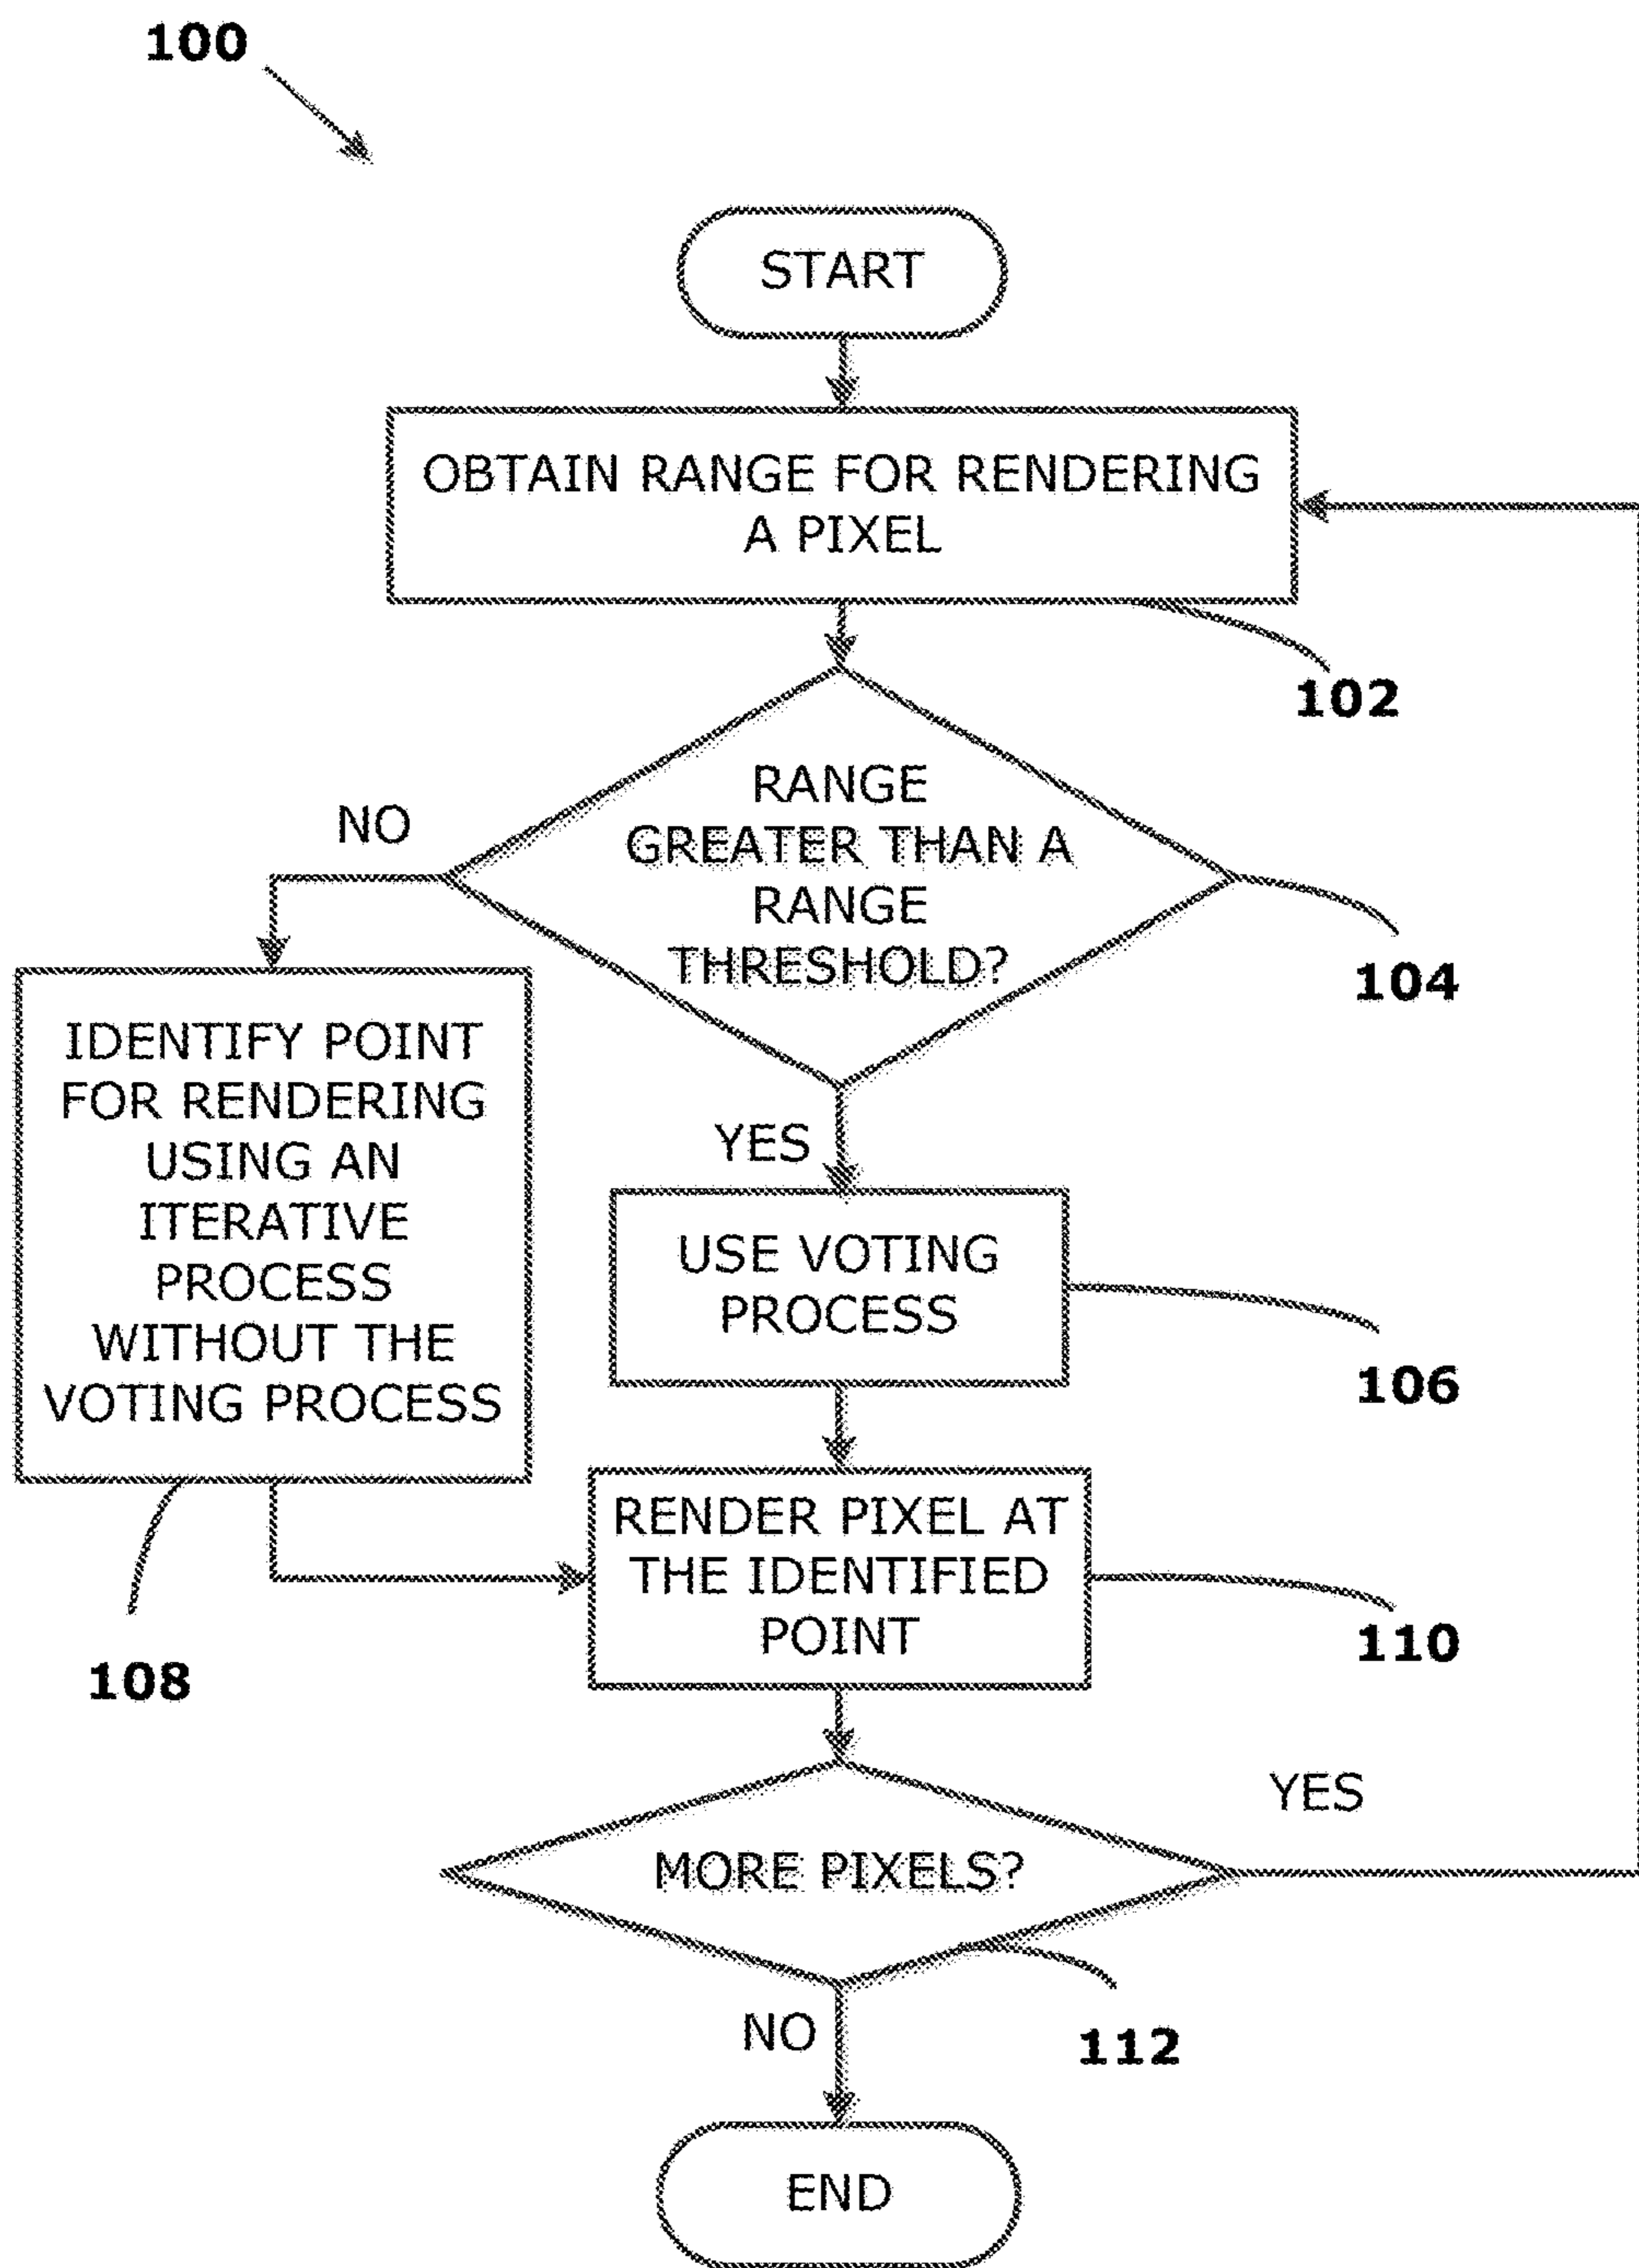 100
START
OBTAIN RANGE FOR RENDERING
A PIXEL
102
RANGE
GREATER THAN A
RANGE
THRESHOLD?
104
NO
IDENTIFY POINT
FOR RENDERING
USING AN
ITERATIVE
PROCESS
WITHOUT THE
VOTING PROCESS
108
YES
USE VOTING
PROCESS
106
RENDER PIXEL AT
THE IDENTIFIED
POINT
110
MORE PIXELS?
YES
112
NO
END